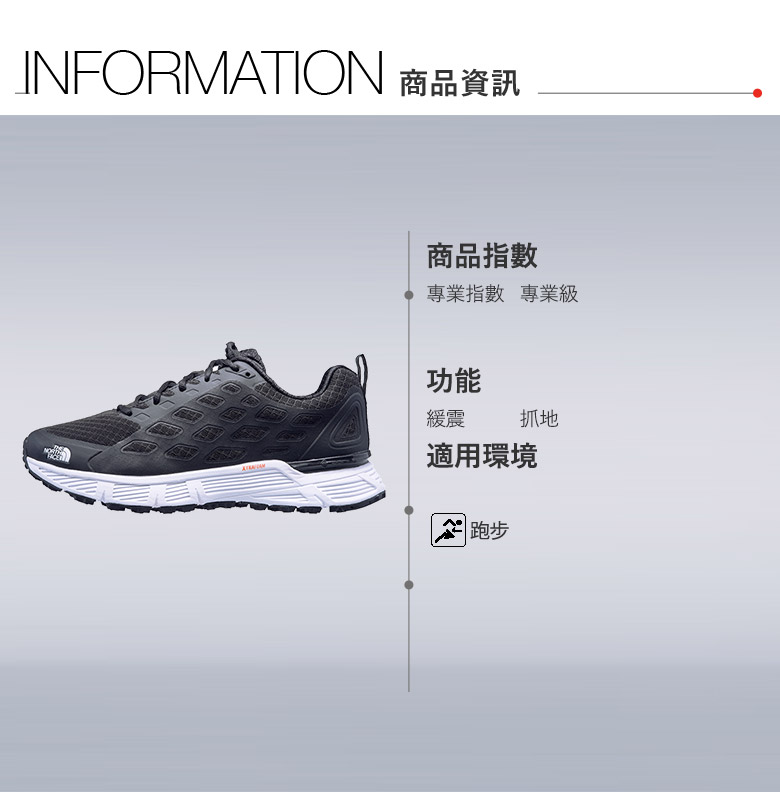 INFORMATION 商品資訊
商品指數
專業指數 專業級
功能
緩震 抓地
適用環境
跑步
THE
NORTH
FACE
XTRAFOAM